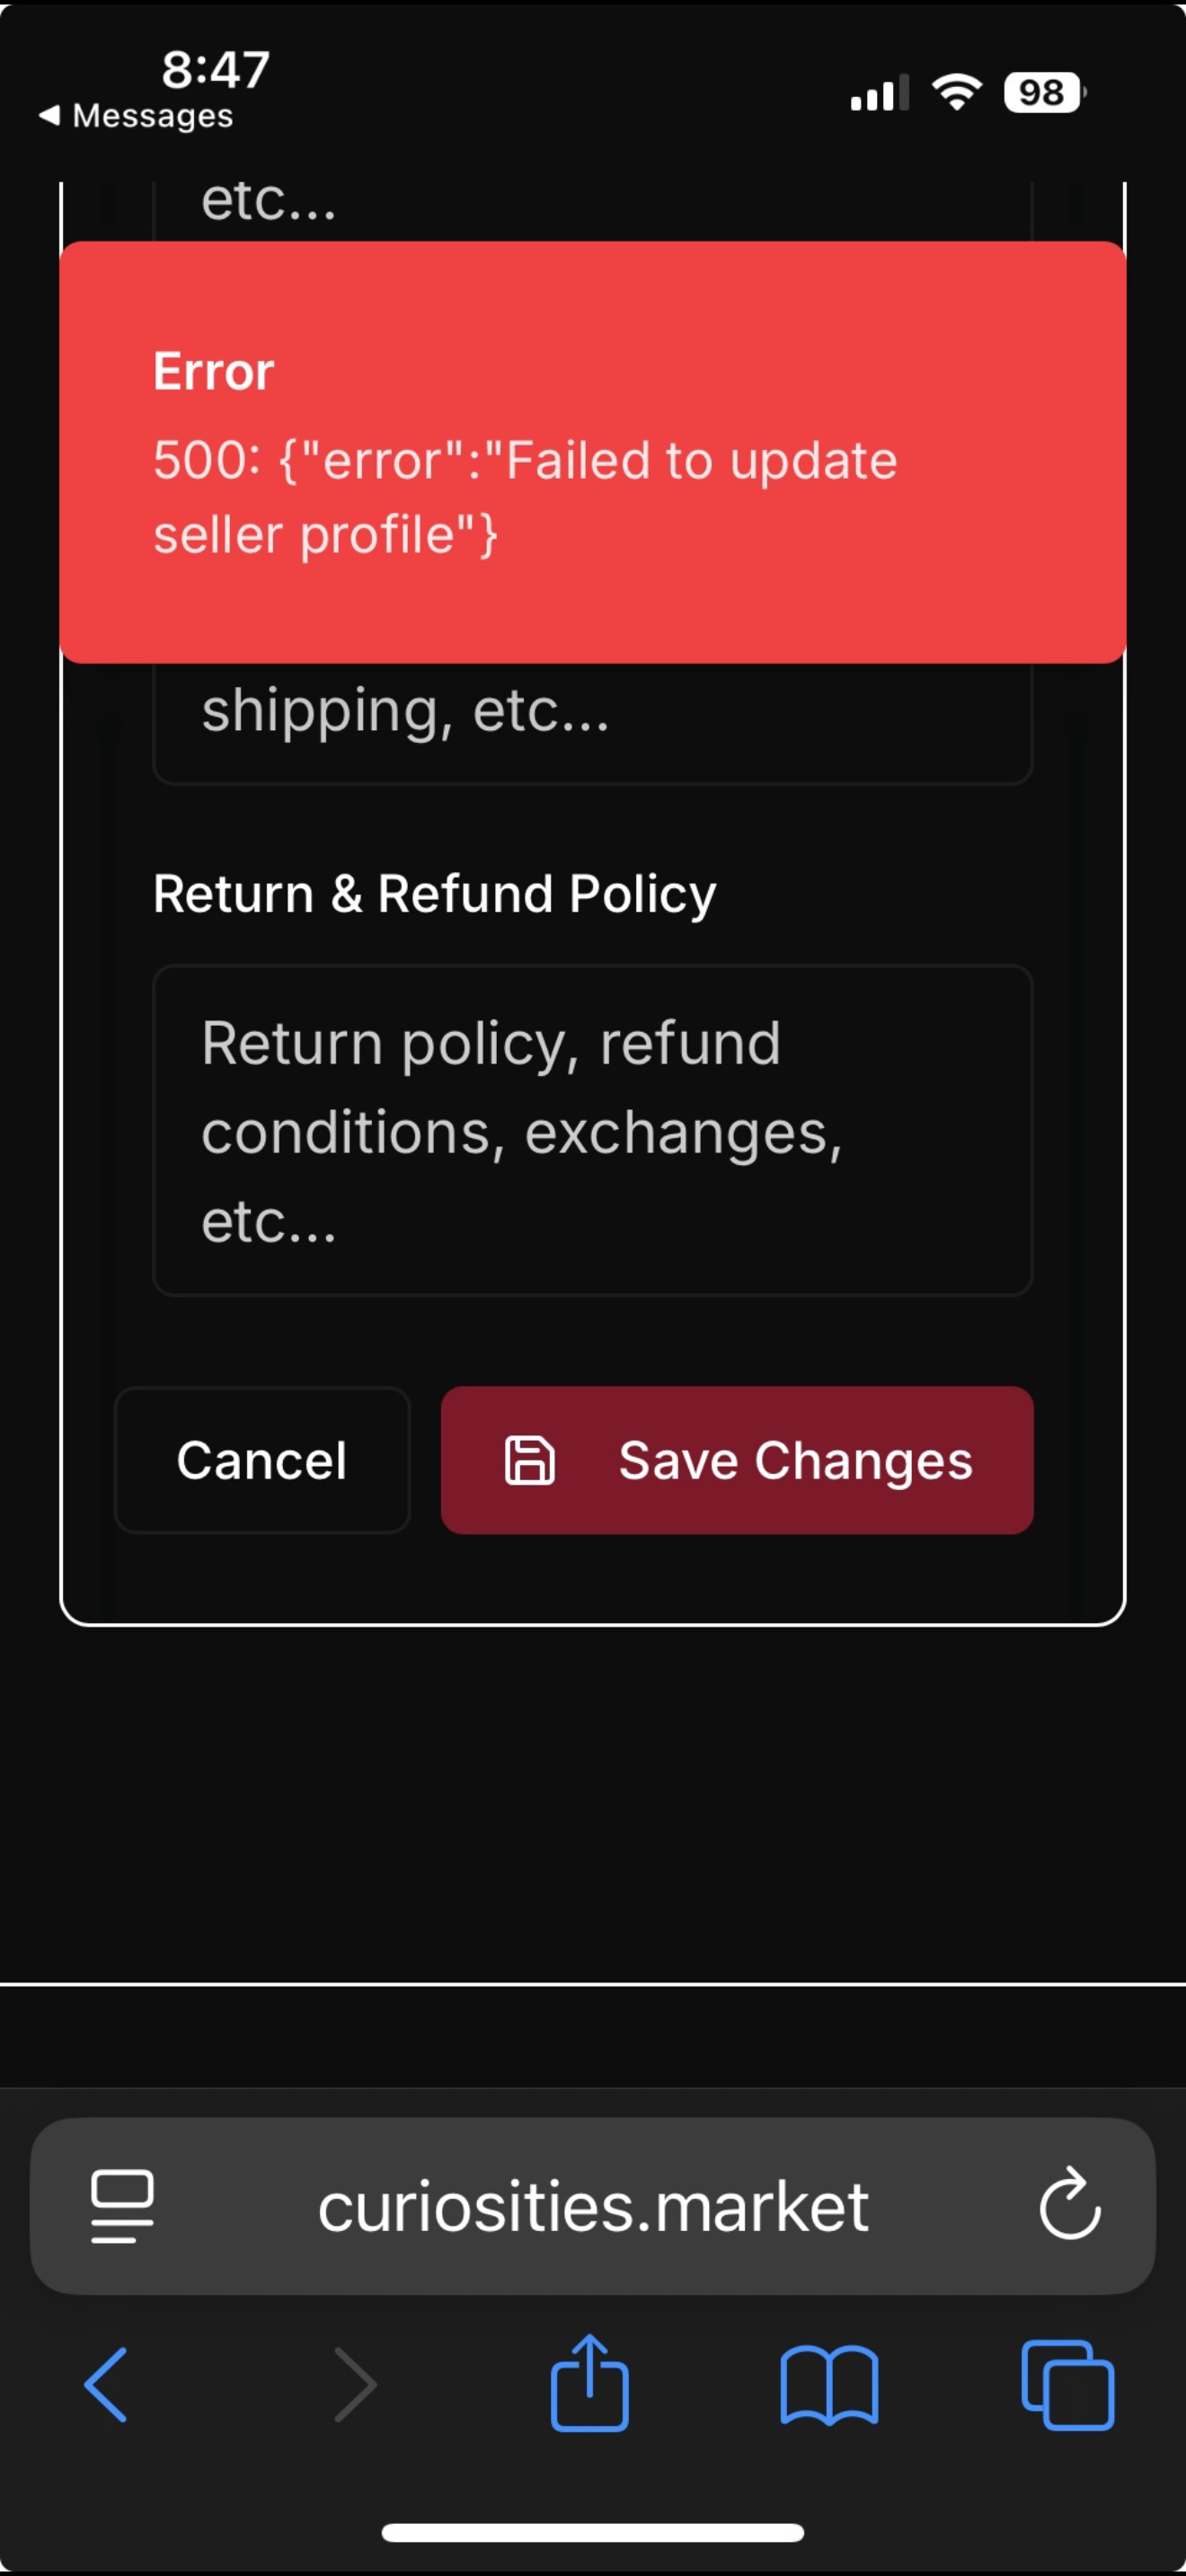 8:47
Messages
98
etc...
Error
500: {"error":"Failed to update
seller profile"}
shipping, etc...
Return & Refund Policy
Return policy, refund
conditions, exchanges,
etc...
Cancel
Save Changes
curiosities.market